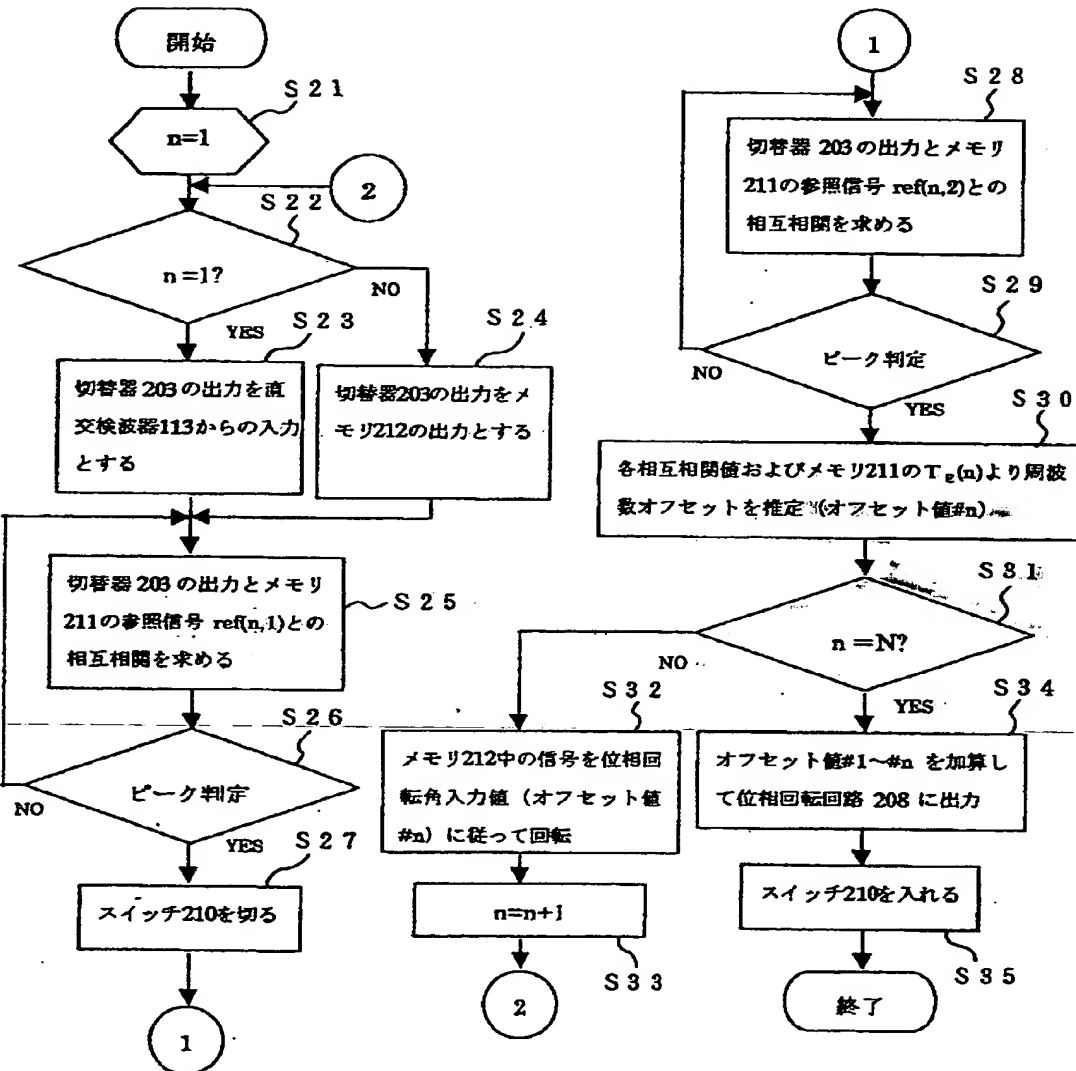 開始
S21
n=1
2
S22
n=1?
NO
YES
S23
切替器203の出力を直
交検波器113からの入力
とする
S24
切替器203の出力をメ
モリ212の出力とする
切替器203の出力とメモリ
211の参照信号 ref(n,1)との
相互相関を求める
S25
S26
ピーク判定
NO
YES
S27
スイッチ210を切る
1
1
S28
切替器203の出力とメモリ
211の参照信号 ref(n,2)との
相互相関を求める
S29
ピーク判定
NO
YES
S30
各相互相関値およびメモリ211のTg(n)より周波
数オフセットを推定（オフセット値#n）
S31
n=N?
NO
YES
S32
メモリ212中の信号を位相回
転角入力値（オフセット値
#n）に従って回転
n=n+1
S33
2
S34
オフセット値#1～#n を加算し
て位相回転回路 208 に出力
スイッチ210を入れる
S35
終了